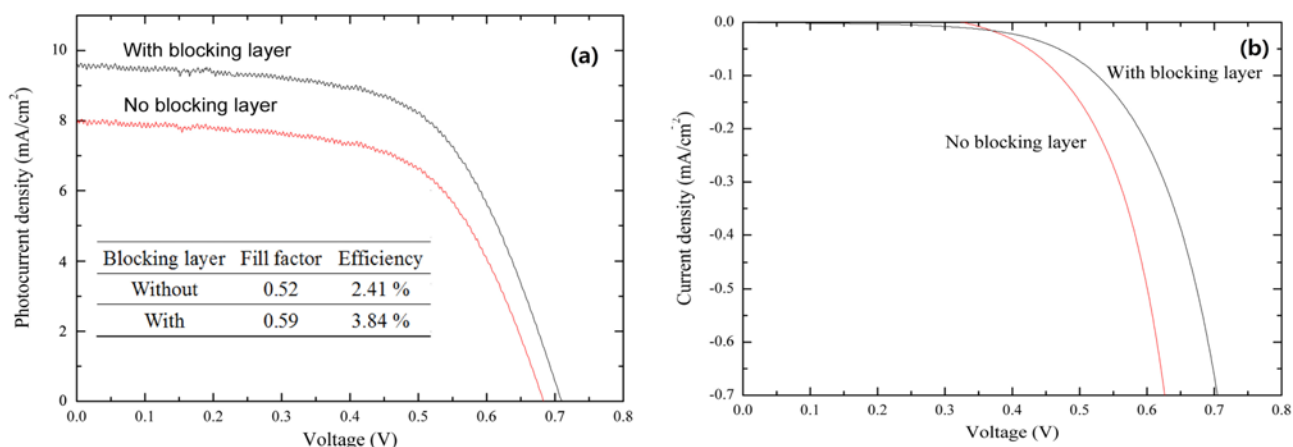 (a)
With blocking layer
No blocking layer
Photocurrent density (mA/cm²)
10
8
6
4
2
0
Blocking layer Fill factor Efficiency
Without 0.52 2.41 %
With 0.59 3.84 %
0.0 0.1 0.2 0.3 0.4 0.5 0.6 0.7 0.8
Voltage (V)
(b)
With blocking layer
No blocking layer
Current density (mA/cm²)
0.0
-0.1
-0.2
-0.3
-0.4
-0.5
-0.6
-0.7
0.0 0.1 0.2 0.3 0.4 0.5 0.6 0.7 0.8
Voltage (V)